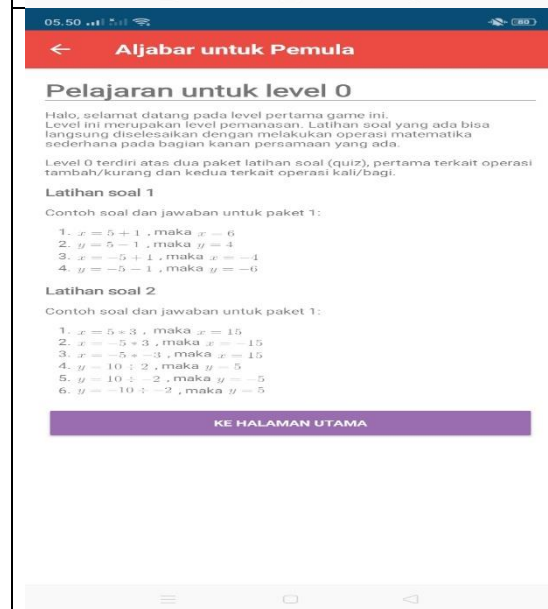 05.50
80
Aljabar untuk Pemula
Pelajaran untuk level 0
Halo, selamat datang pada level pertama game ini.
Level ini merupakan level pemanasan. Latihan soal yang ada bisa
langsung diselesaikan dengan melakukan operasi matematika
sederhana pada bagian kanan persamaan yang ada.
Level 0 terdiri atas dua paket latihan soal (quiz), pertama terkait operasi
tambah/kurang dan kedua terkait operasi kali/bagi.
Latihan soal 1
Contoh soal dan jawaban untuk paket 1:
1. x = 5 + 1 , maka x = 6
2. y = 5 − 1 , maka y = 4
3. x = −5 + 1 , maka x = −4
4. y = −5 − 1 , maka y = −6
Latihan soal 2
Contoh soal dan jawaban untuk paket 1:
1. x = 5 * 3 , maka x = 15
2. x = −5 * 3 , maka x = −15
3. x = −5 * −3 , maka x = 15
4. y = 10 ÷ 2 , maka y = 5
5. y = 10 ÷ −2 , maka y = −5
6. y = −10 ÷ −2 , maka y = 5
KE HALAMAN UTAMA